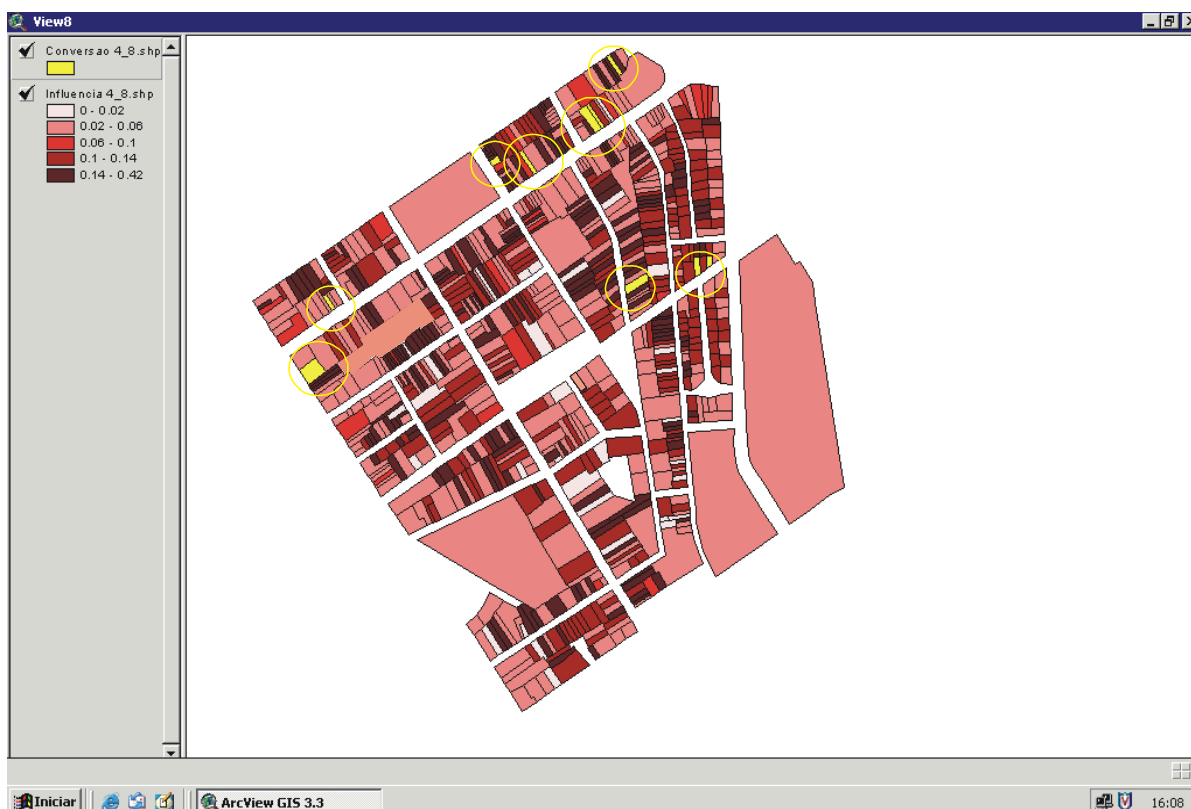 View8
Conversao 4_8.shp
Influencia 4_8.shp
0 - 0.02
0.02 - 0.06
0.06 - 0.1
0.1 - 0.14
0.14 - 0.42
Iniciar
ArcView GIS 3.3
16:08